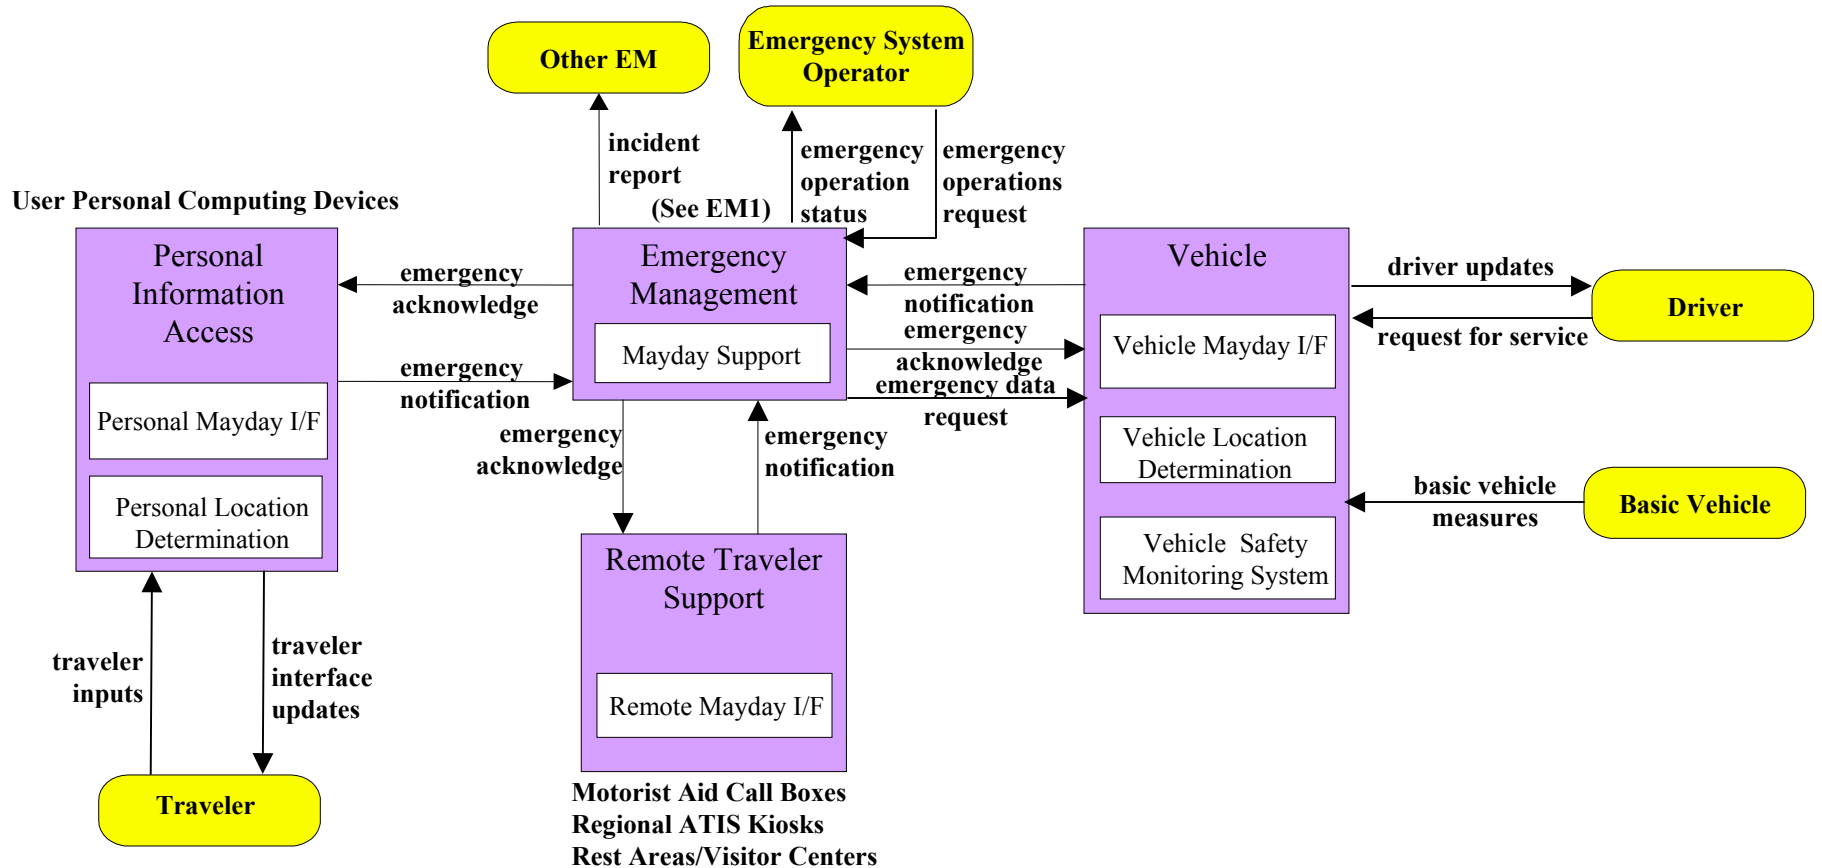 Other EM
Emergency System
Operator
incident
report
(See EM1)
emergency
operation
status
emergency
operations
request
User Personal Computing Devices
Personal
Information
Access
Personal Mayday I/F
Personal Location
Determination
emergency
acknowledge
emergency
notification
Emergency
Management
Mayday Support
emergency
notification
emergency
acknowledge
emergency data
request
Vehicle
Vehicle Mayday I/F
Vehicle Location
Determination
Vehicle Safety
Monitoring System
driver updates
Driver
request for service
basic vehicle
measures
Basic Vehicle
emergency
acknowledge
emergency
notification
Remote Traveler
Support
Remote Mayday I/F
traveler
inputs
traveler
interface
updates
Traveler
Motorist Aid Call Boxes
Regional ATIS Kiosks
Rest Areas/Visitor Centers